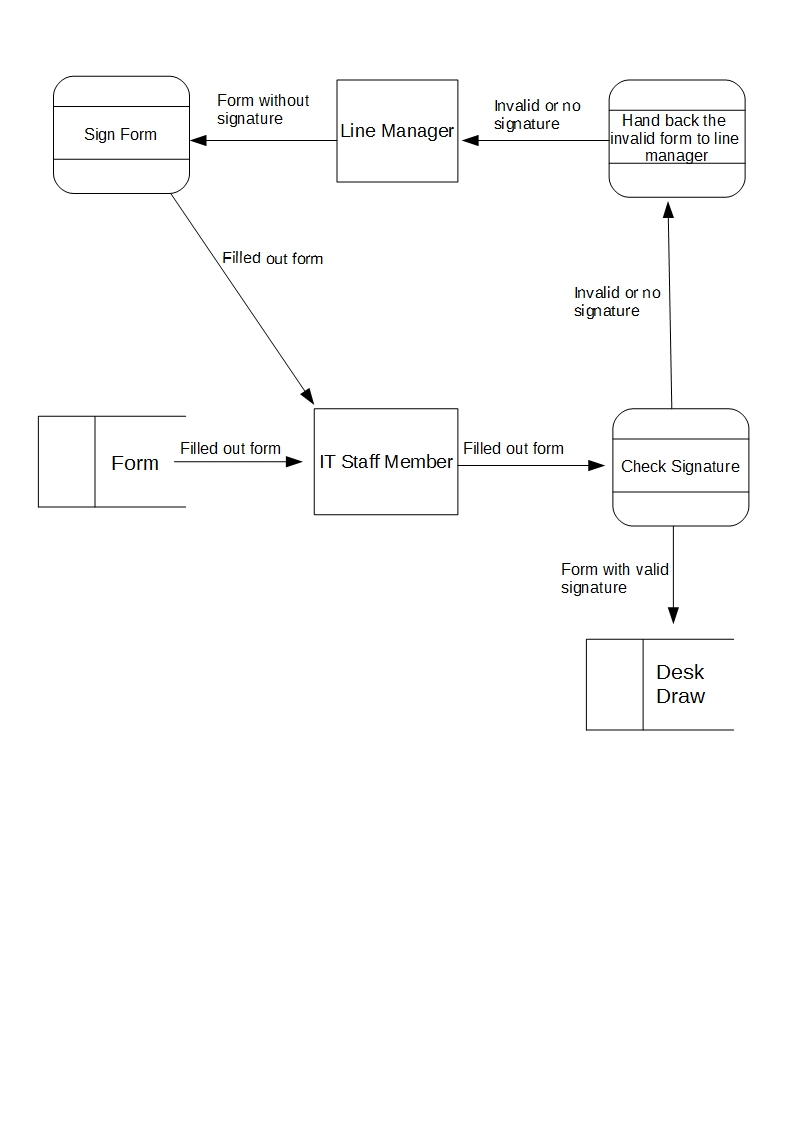 Form without
signature
Invalid or no
signature
Sign Form
Line Manager
Hand back the
invalid form to line
manager
Filled out form
Invalid or no
signature
Form
Filled out form
IT Staff Member
Filled out form
Check Signature
Form with valid
signature
Desk
Draw